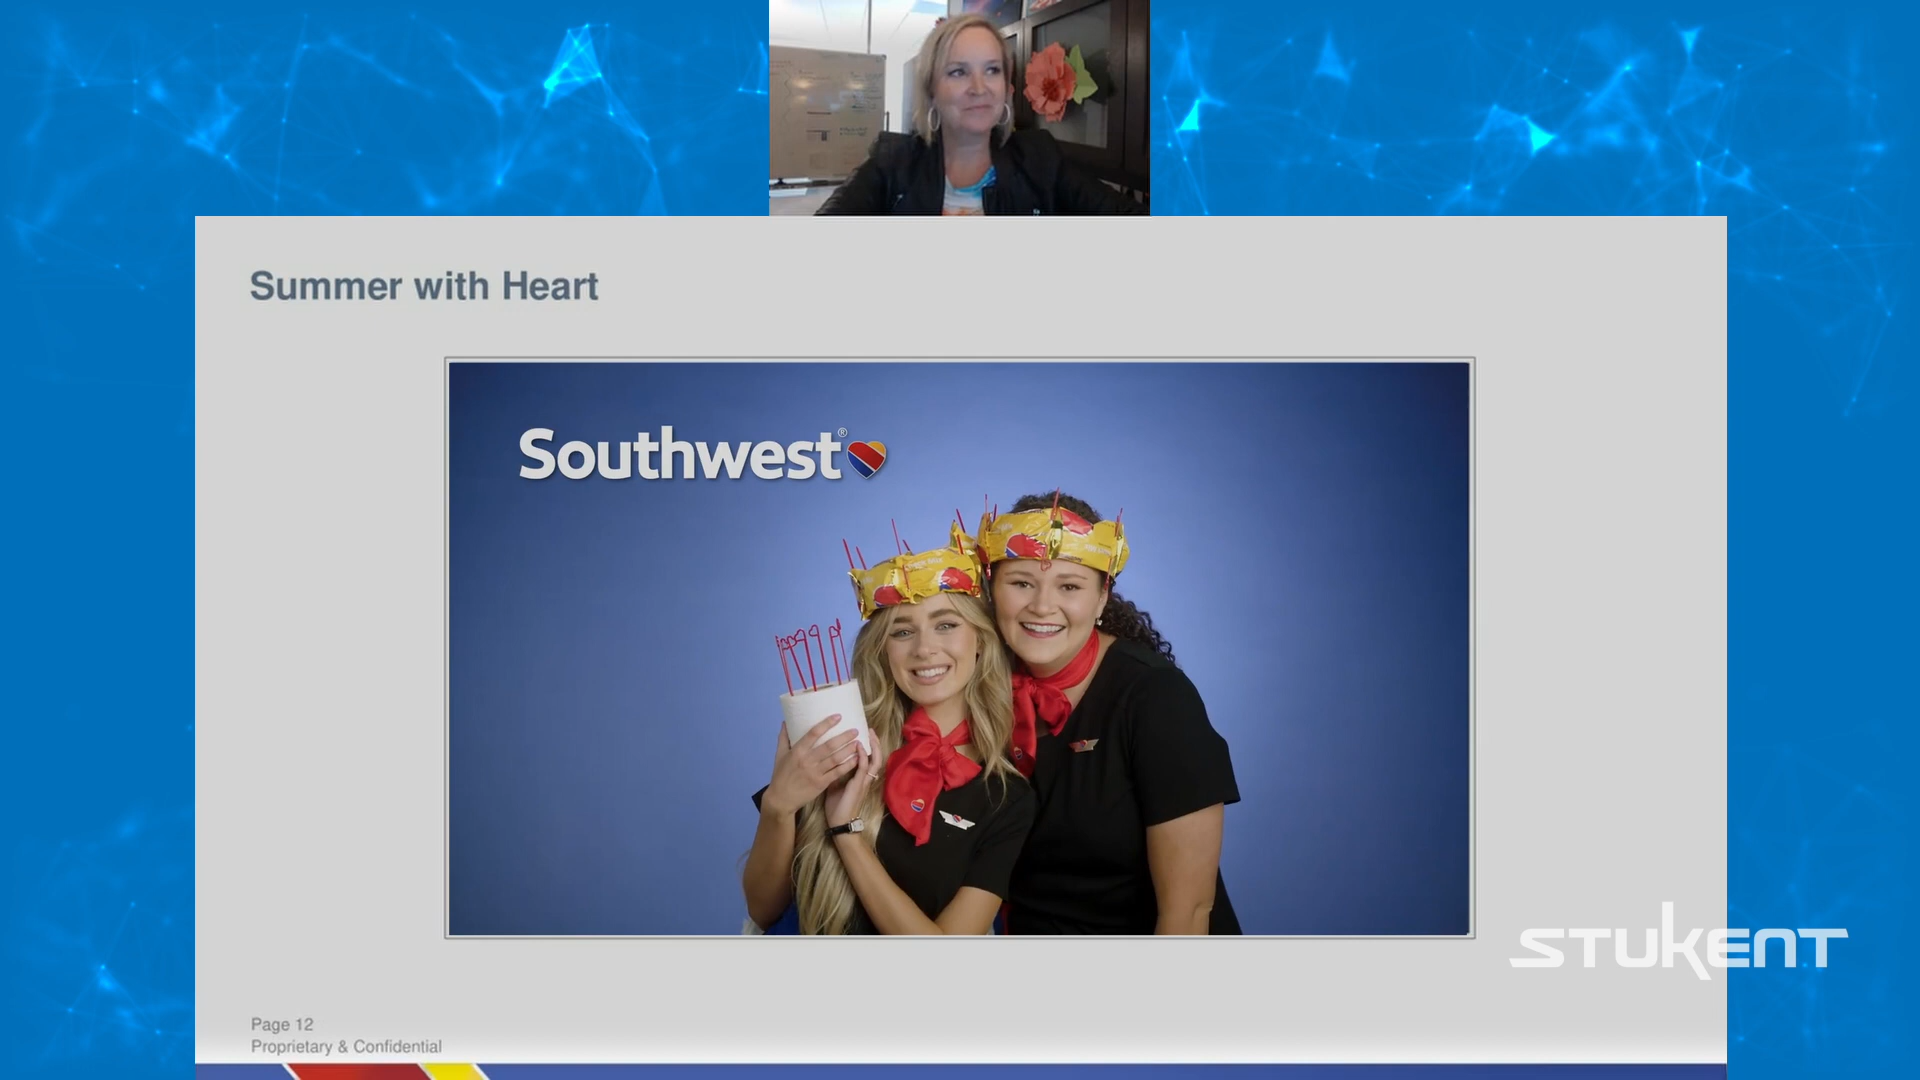 Summer with Heart
Southwest®
STUKENT
Page 12
Proprietary & Confidential